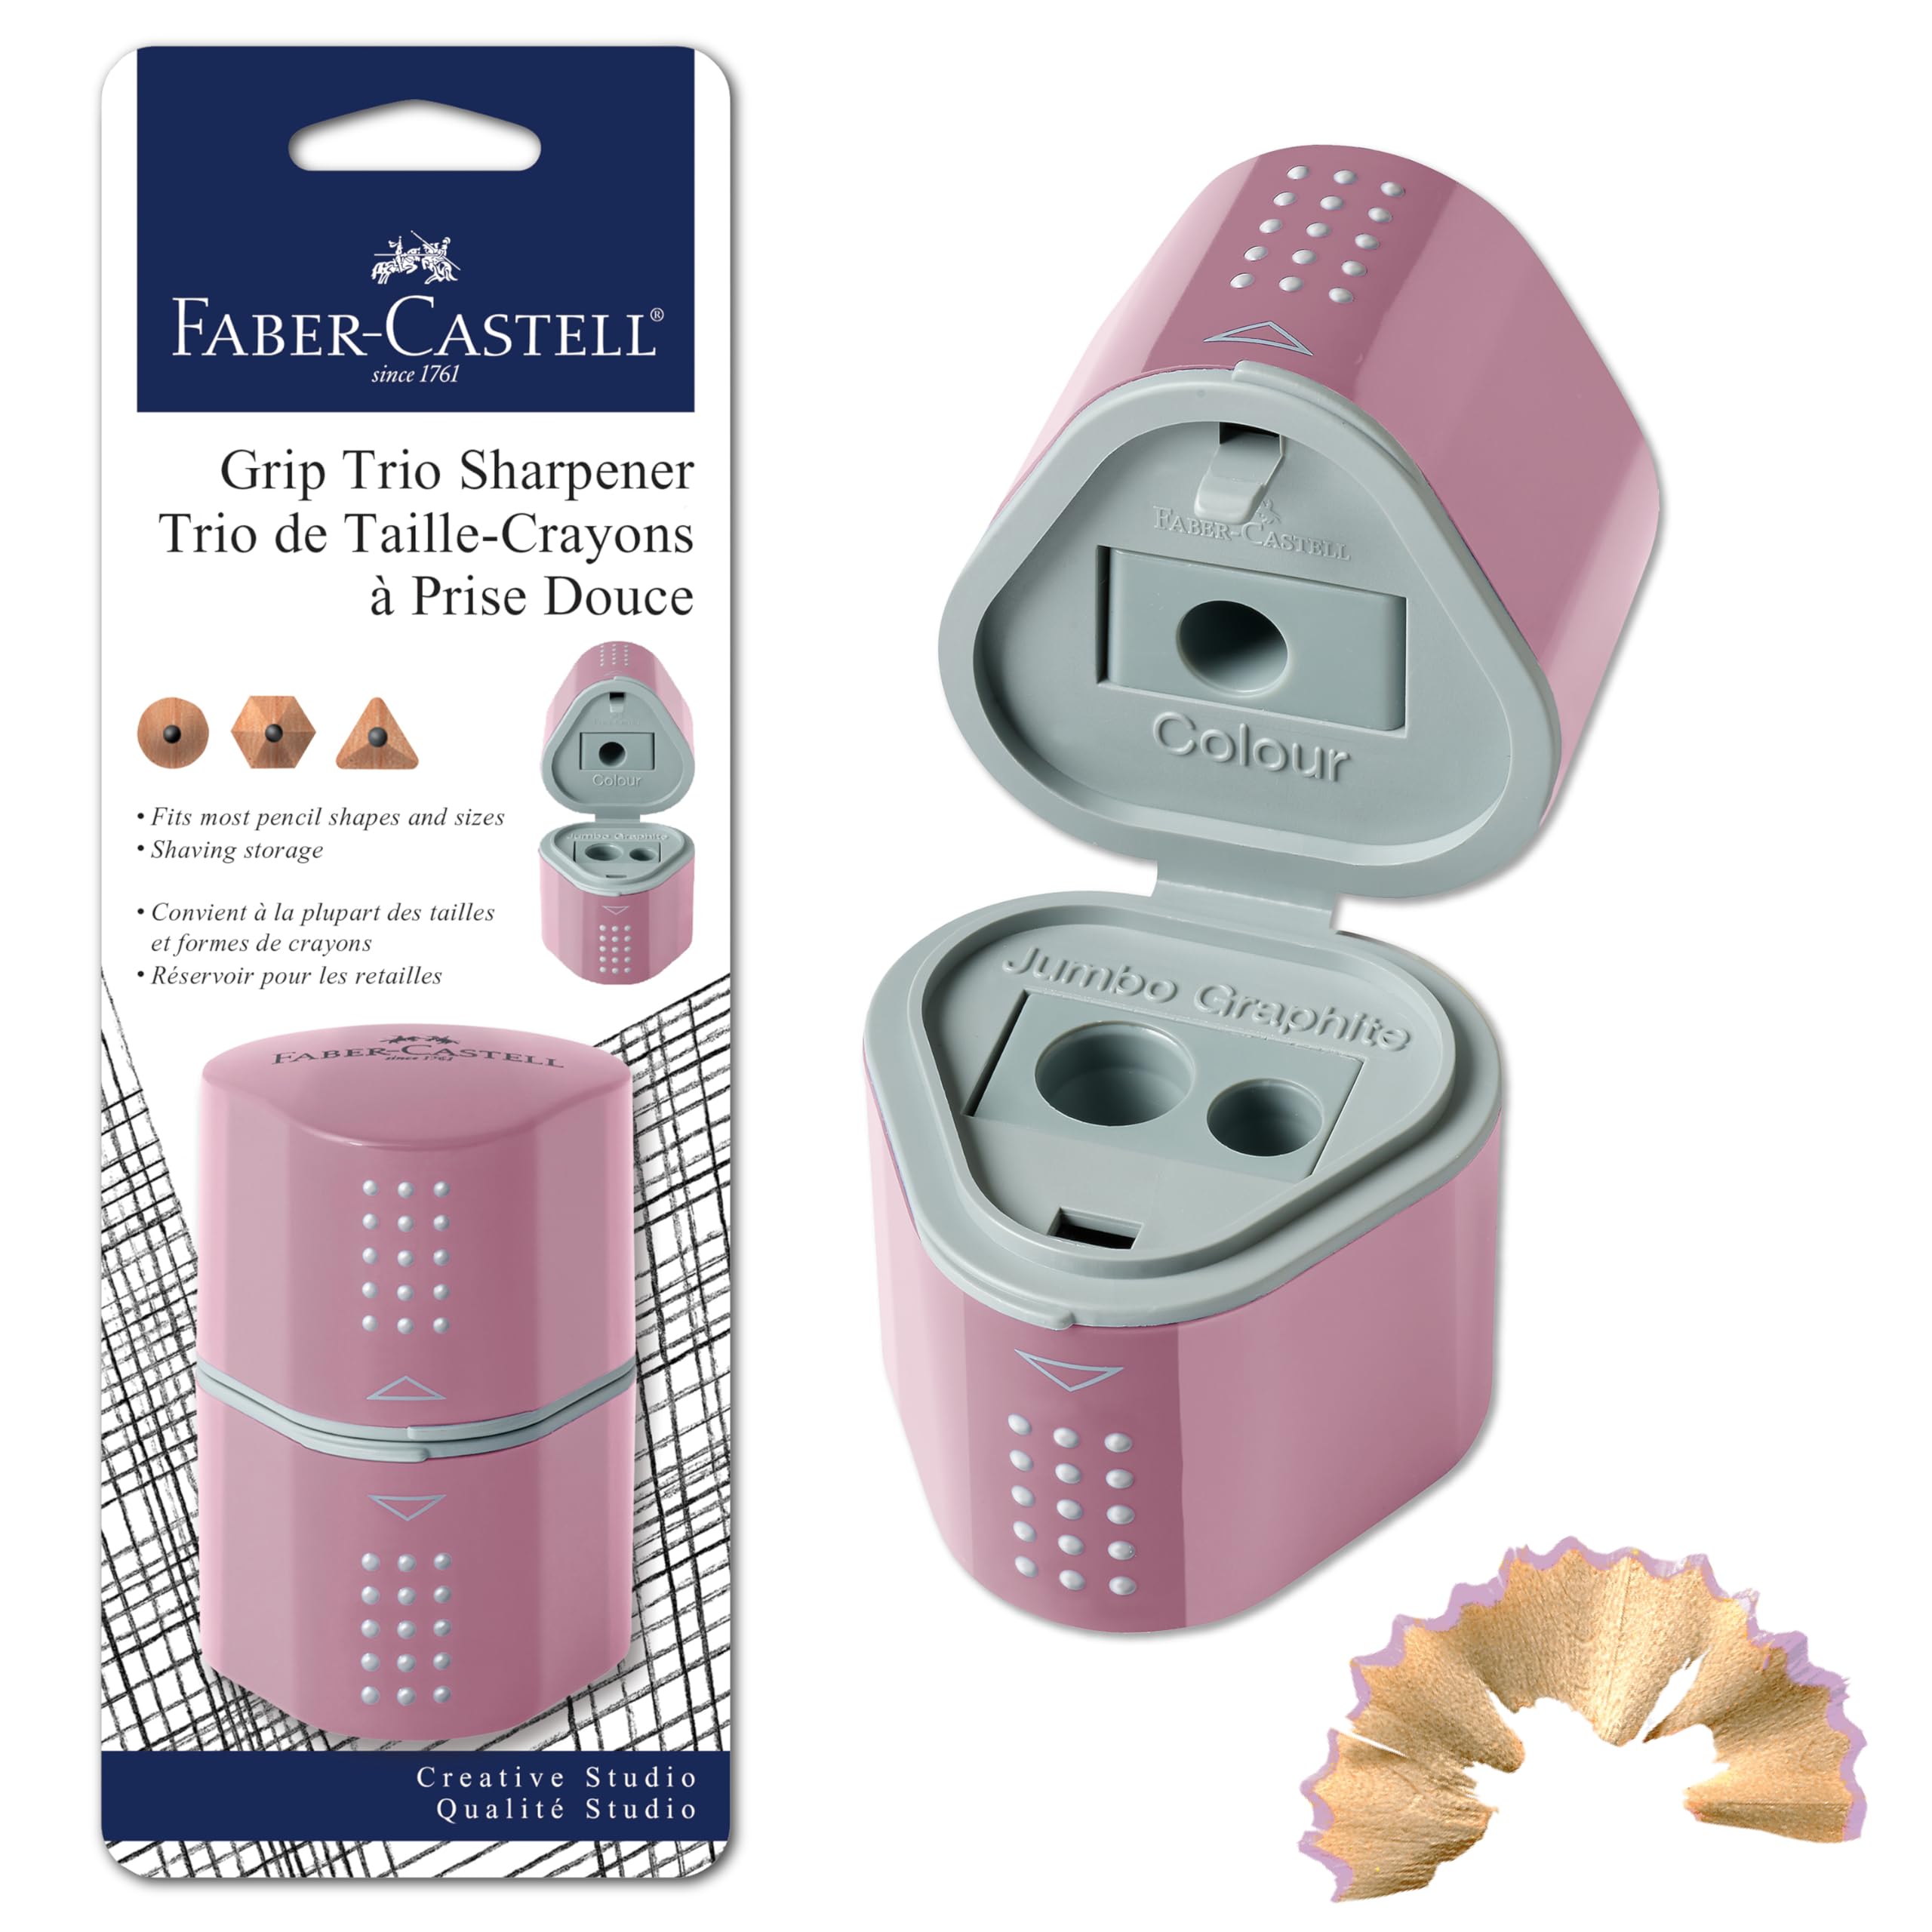 FABER-CASTELL®
since 1761
Grip Trio Sharpener
Trio de Taille-Crayons
à Prise Douce
• Fits most pencil shapes and sizes
• Shaving storage
• Convient à la plupart des tailles
et formes de crayons
• Réservoir pour les retailles
Colour
Jumbo Graphite
FABER-CASTELL
since 1761
Creative Studio
Qualité Studio
FABER-CASTELL
Colour
Jumbo Graphite